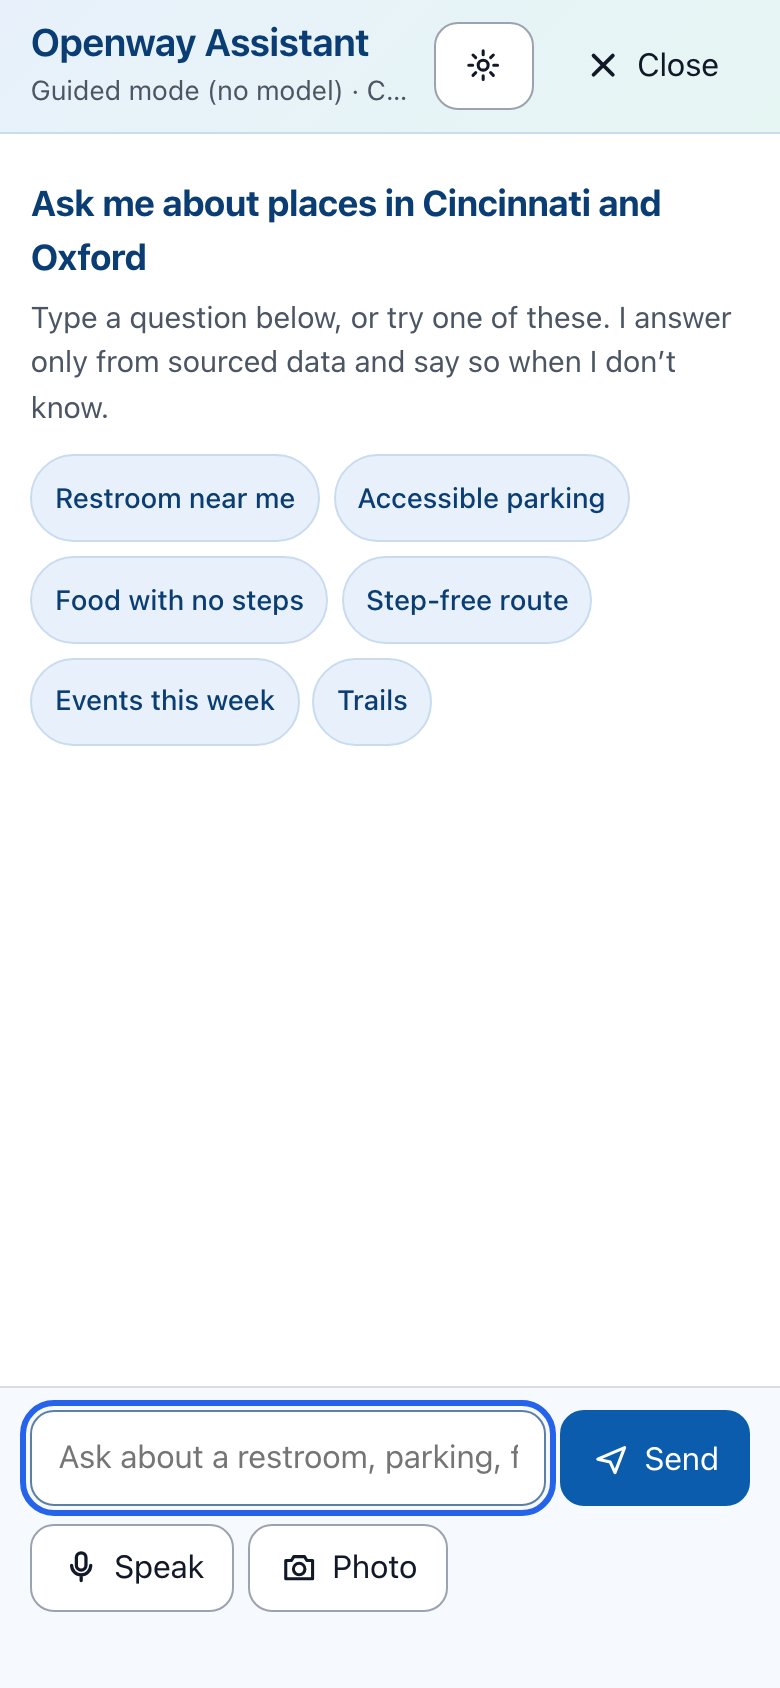 Openway Assistant
Guided mode (no model) · C...
Close
Ask me about places in Cincinnati and
Oxford
Type a question below, or try one of these. I answer
only from sourced data and say so when I don’t
know.
Restroom near me
Accessible parking
Food with no steps
Step-free route
Events this week
Trails
Ask about a restroom, parking, f
Send
Speak
Photo